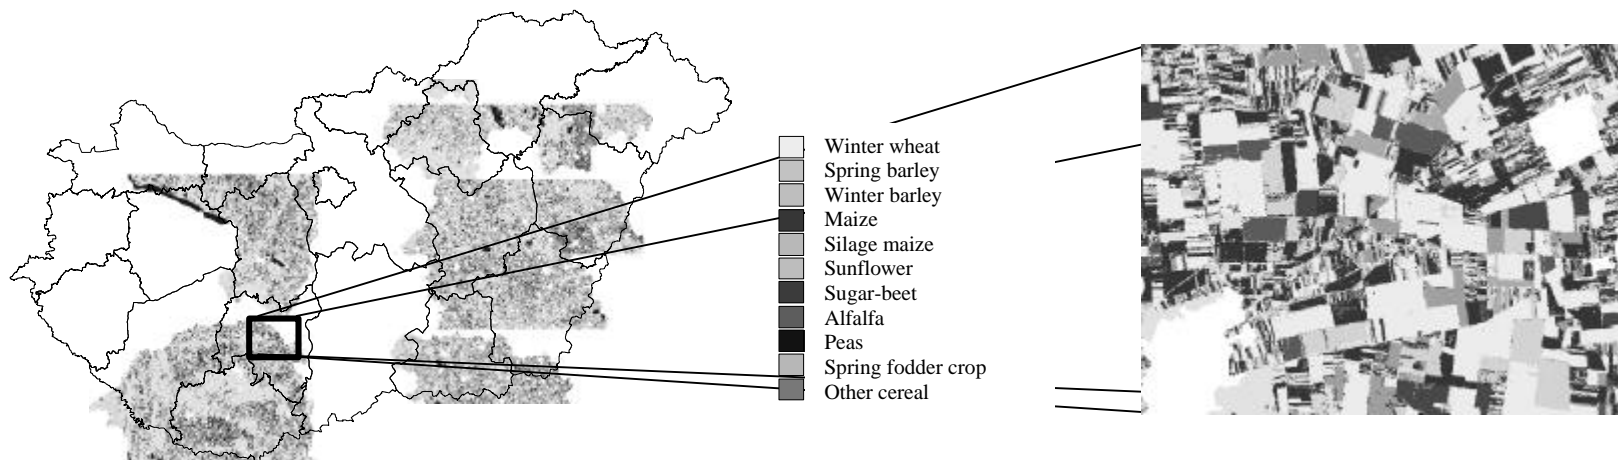 Winter wheat
Spring barley
Winter barley
Maize
Silage maize
Sunflower
Sugar-beet
Alfalfa
Peas
Spring fodder crop
Other cereal